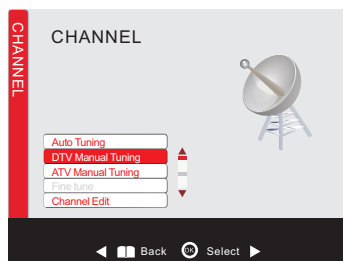 CHANNEL
CHANNEL
Auto Tuning
DTV Manual Tuning
ATV Manual Tuning
Fine tune
Channel Edit
Back OK Select